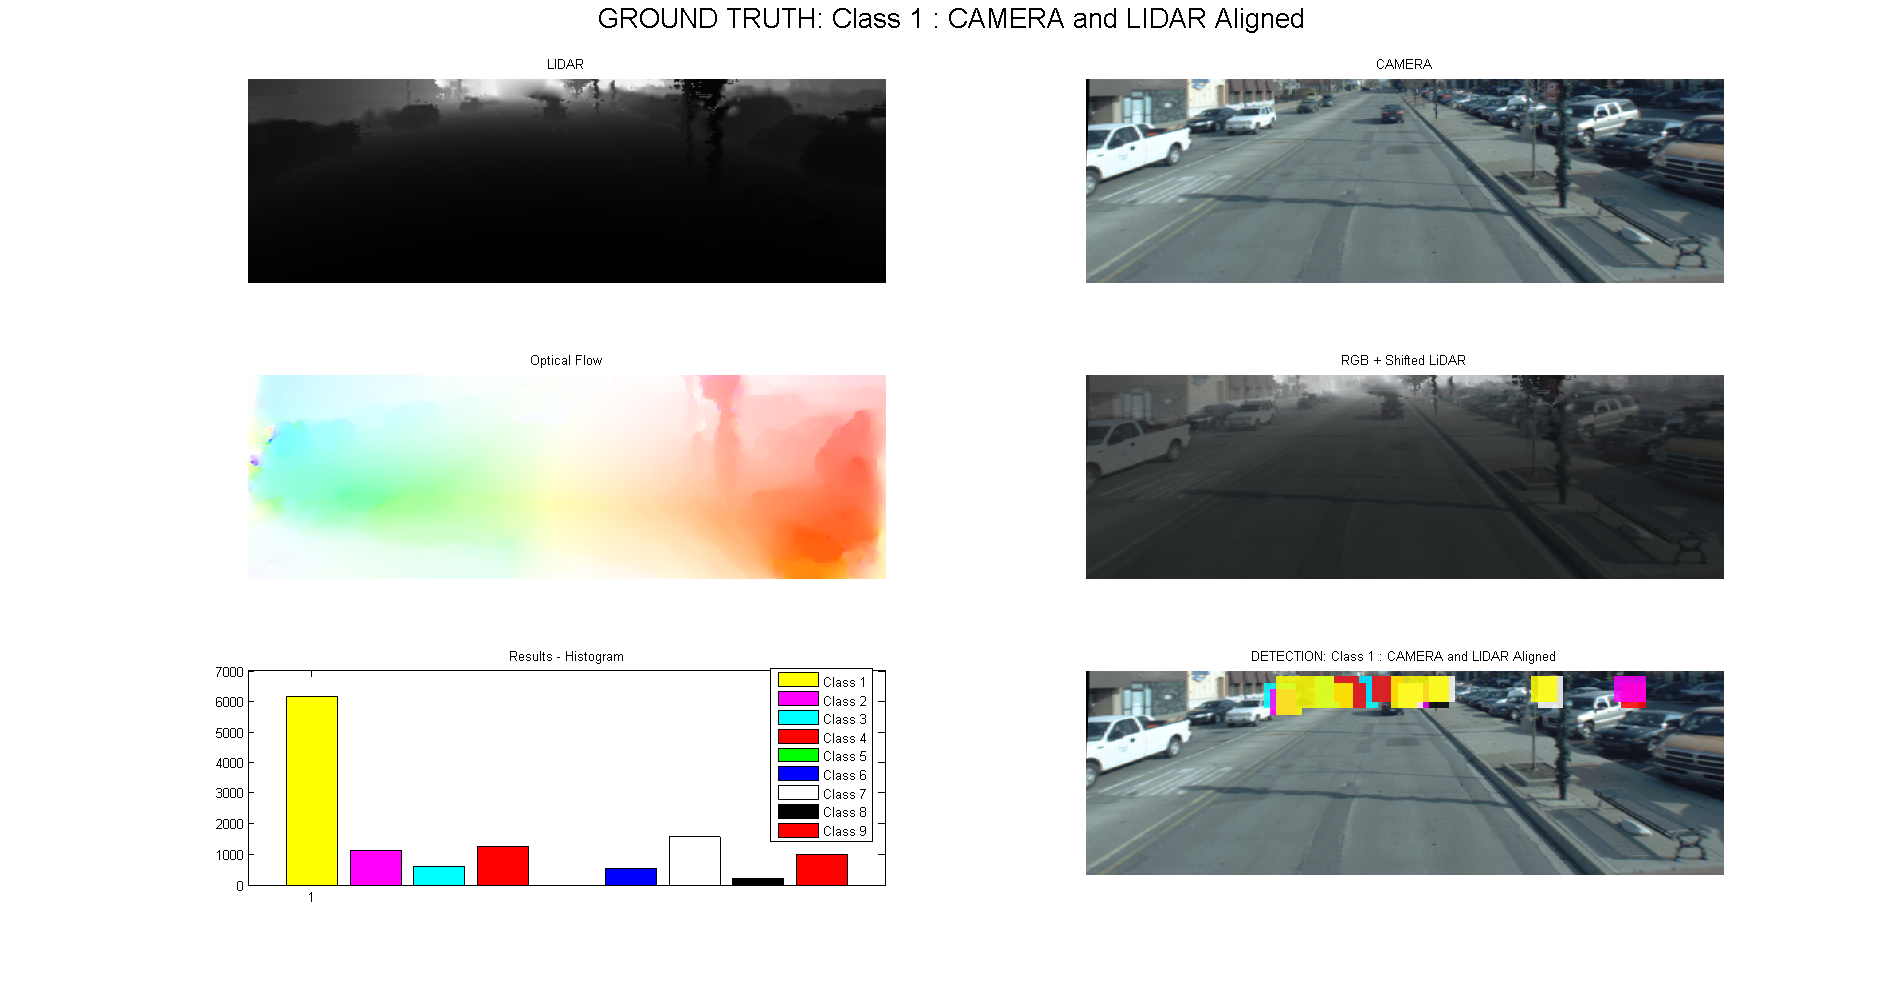 GROUND TRUTH: Class 1 : CAMERA and LIDAR Aligned
LIDAR
CAMERA
Optical Flow
RGB + Shifted LiDAR
Results - Histogram
7000
6000
5000
4000
3000
2000
1000
0
1
Class 1
Class 2
Class 3
Class 4
Class 5
Class 6
Class 7
Class 8
Class 9
DETECTION: Class 1 : CAMERA and LIDAR Aligned